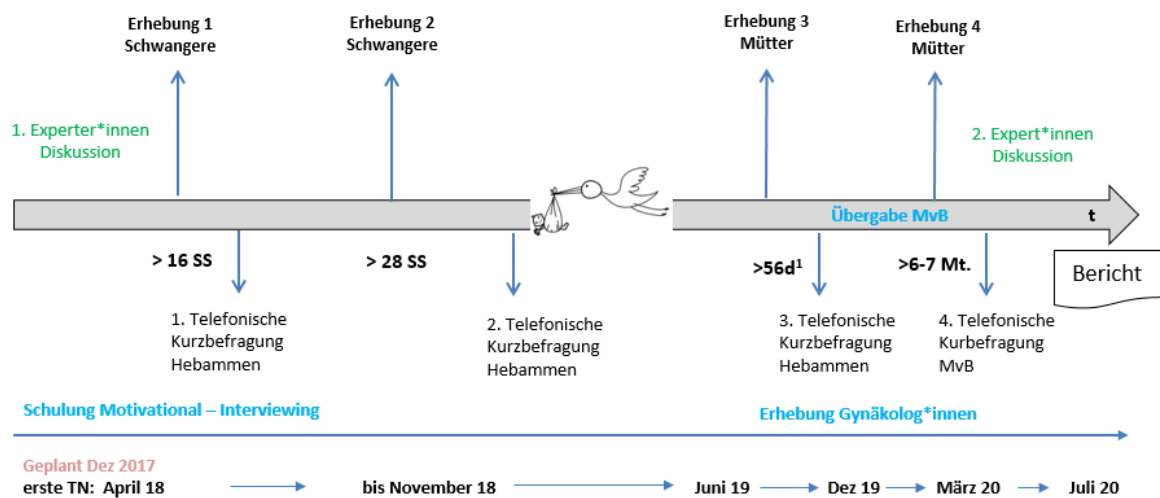 Erhebung 1
Schwangere
Erhebung 2
Schwangere
Erhebung 3
Mütter
Erhebung 4
Mütter
1. Experter*innen
Diskussion
2. Expert*innen
Diskussion
Übergabe MvB
t
> 16 SS
> 28 SS
>56d¹
>6-7 Mt.
Bericht
1. Telefonische
Kurzbefragung
Hebammen
2. Telefonische
Kurzbefragung
Hebammen
3. Telefonische
Kurzbefragung
Hebammen
4. Telefonische
Kurbefragung
MvB
Schulung Motivational – Interviewing
Erhebung Gynäkolog*innen
Geplant Dez 2017
erste TN: April 18
bis November 18
Juni 19
Dez 19
März 20
Juli 20